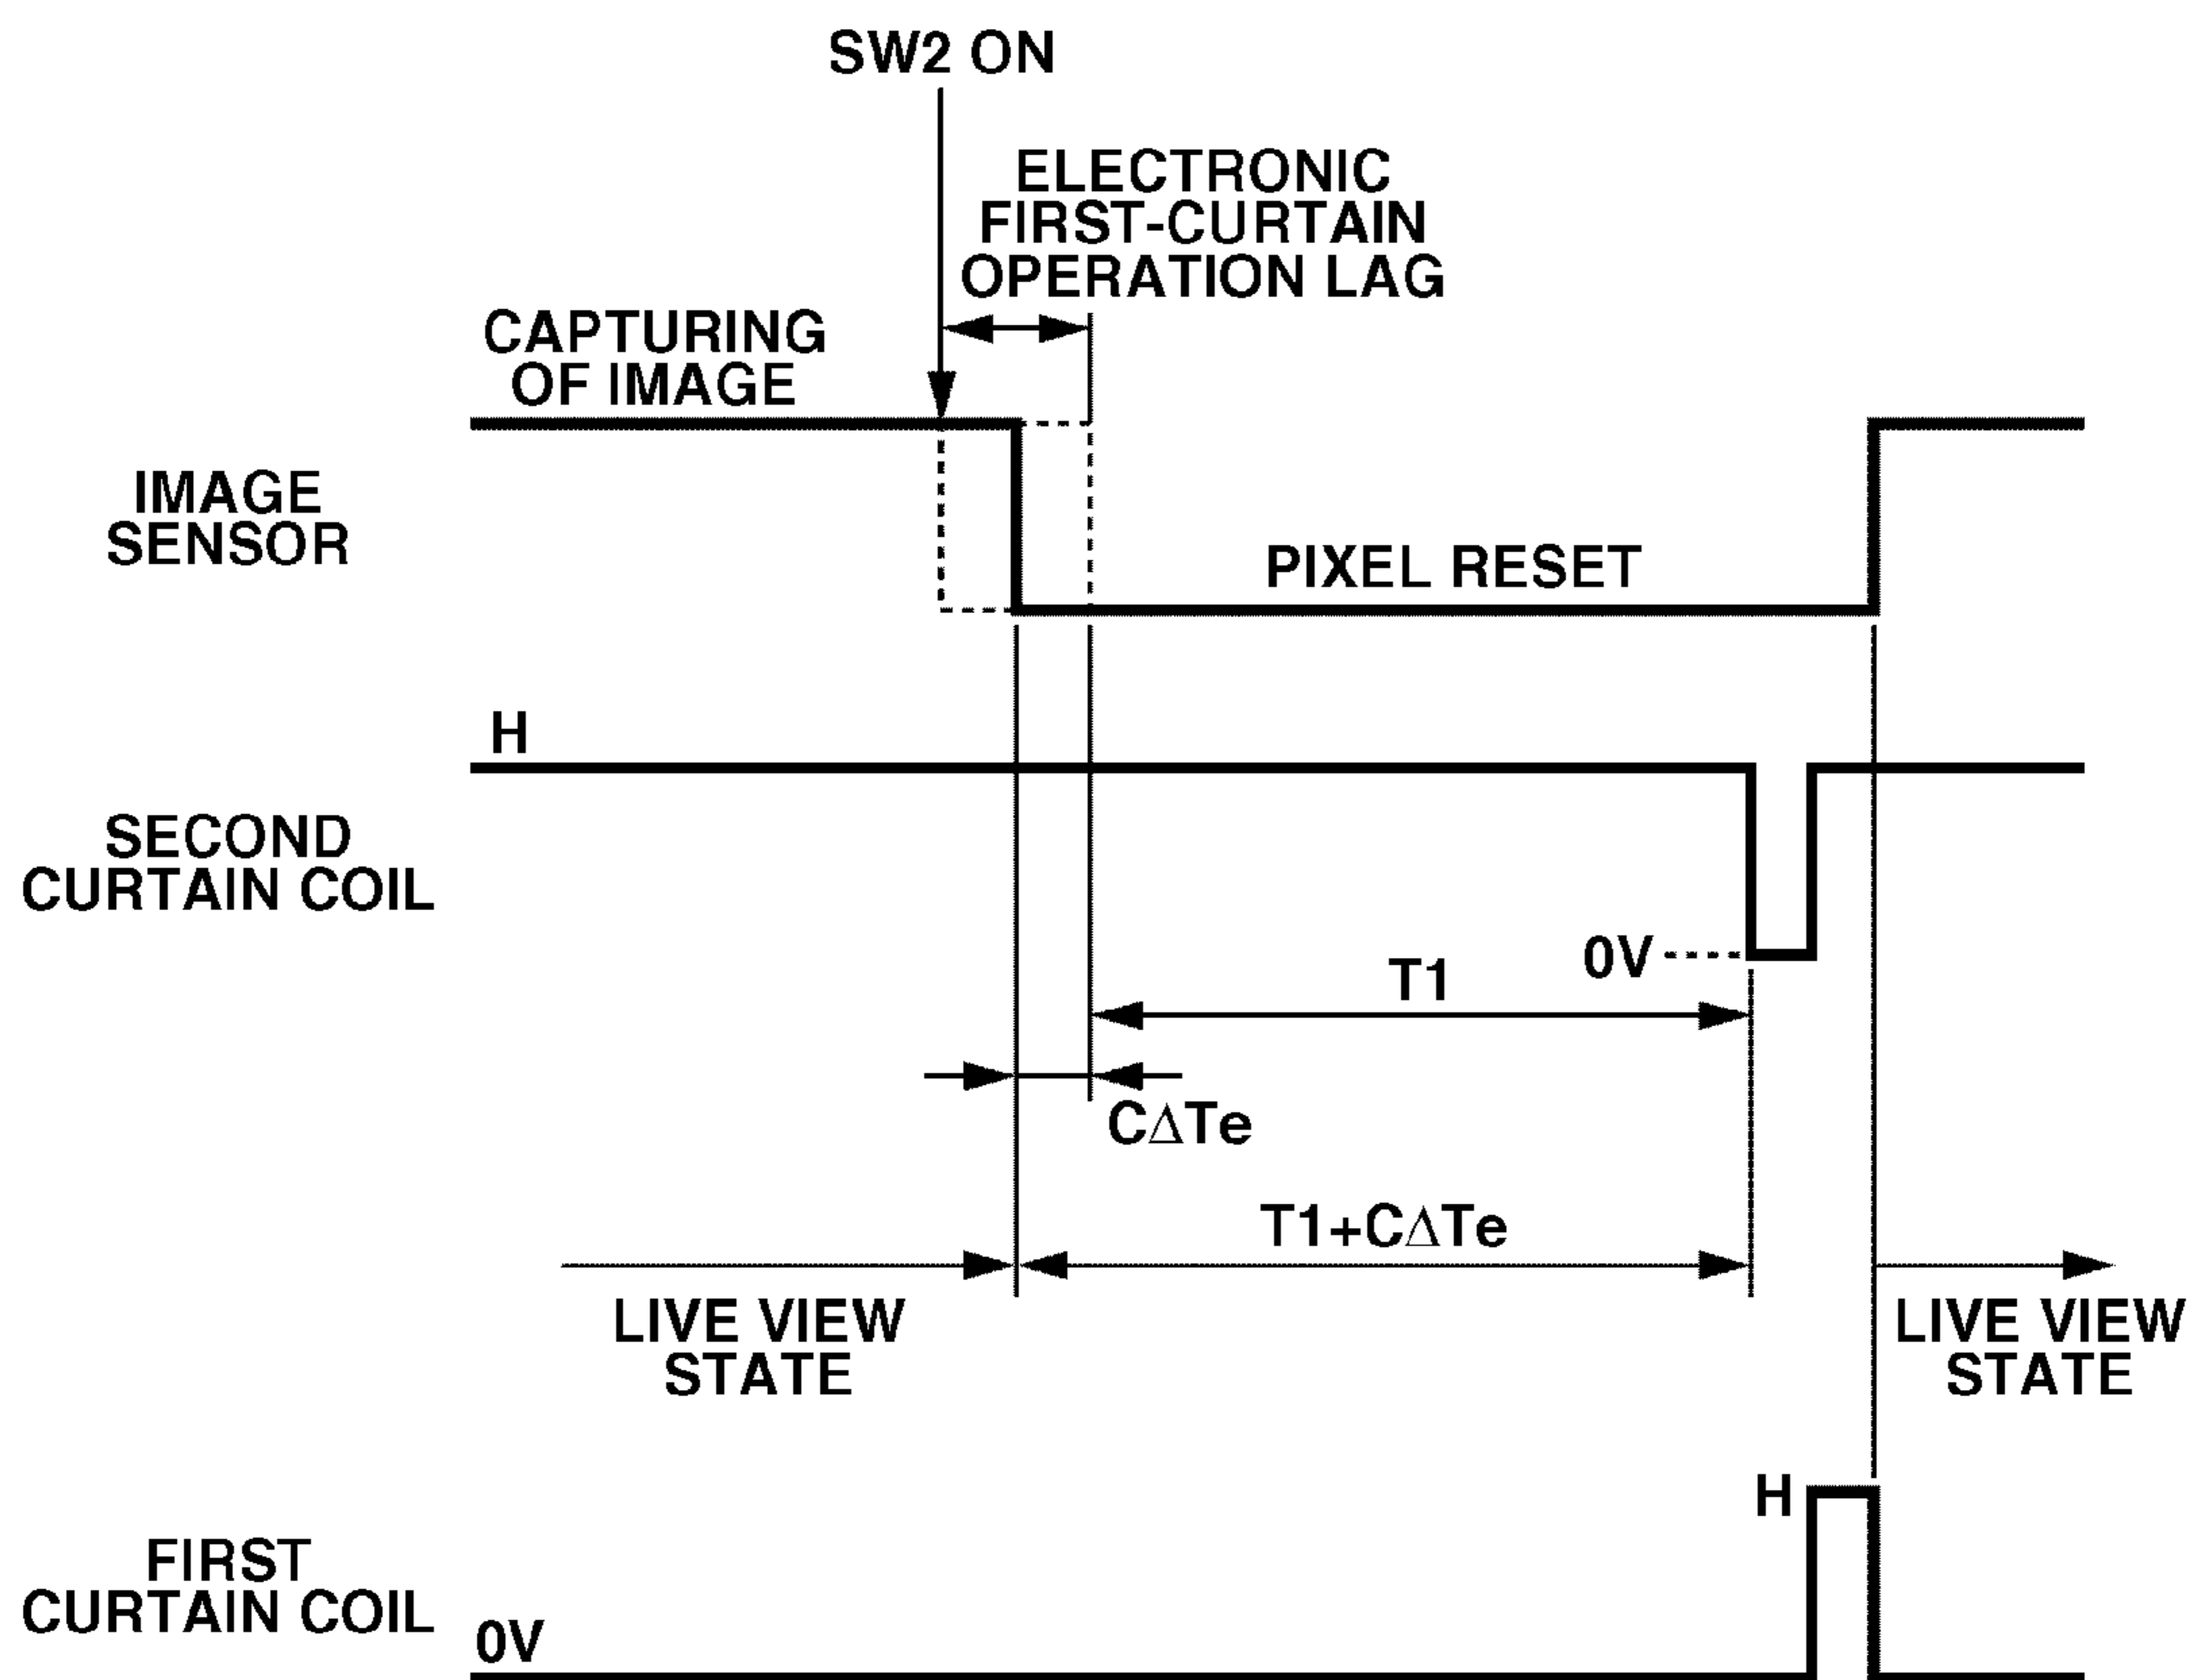 SW2 ON
ELECTRONIC
FIRST-CURTAIN
OPERATION LAG
CAPTURING
OF IMAGE
IMAGE
SENSOR
PIXEL RESET
H
SECOND
CURTAIN COIL
0V
T1
CΔTe
T1+CΔTe
LIVE VIEW
STATE
LIVE VIEW
STATE
H
FIRST
CURTAIN COIL
0V